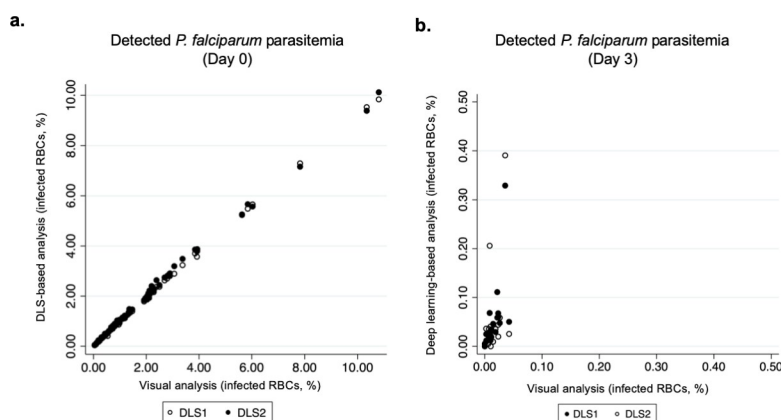 a.
Detected P. falciparum parasitemia
(Day 0)
DLS-based analysis (infected RBCs, %)
10.00
8.00
6.00
4.00
2.00
0.00
0.00 2.00 4.00 6.00 8.00 10.00
Visual analysis (infected RBCs, %)
DLS1 DLS2
b.
Detected P. falciparum parasitemia
(Day 3)
Deep learning-based analysis (infected RBCs, %)
0.50
0.40
0.30
0.20
0.10
0.00
0.00 0.10 0.20 0.30 0.40 0.50
Visual analysis (infected RBCs, %)
DLS1 DLS2